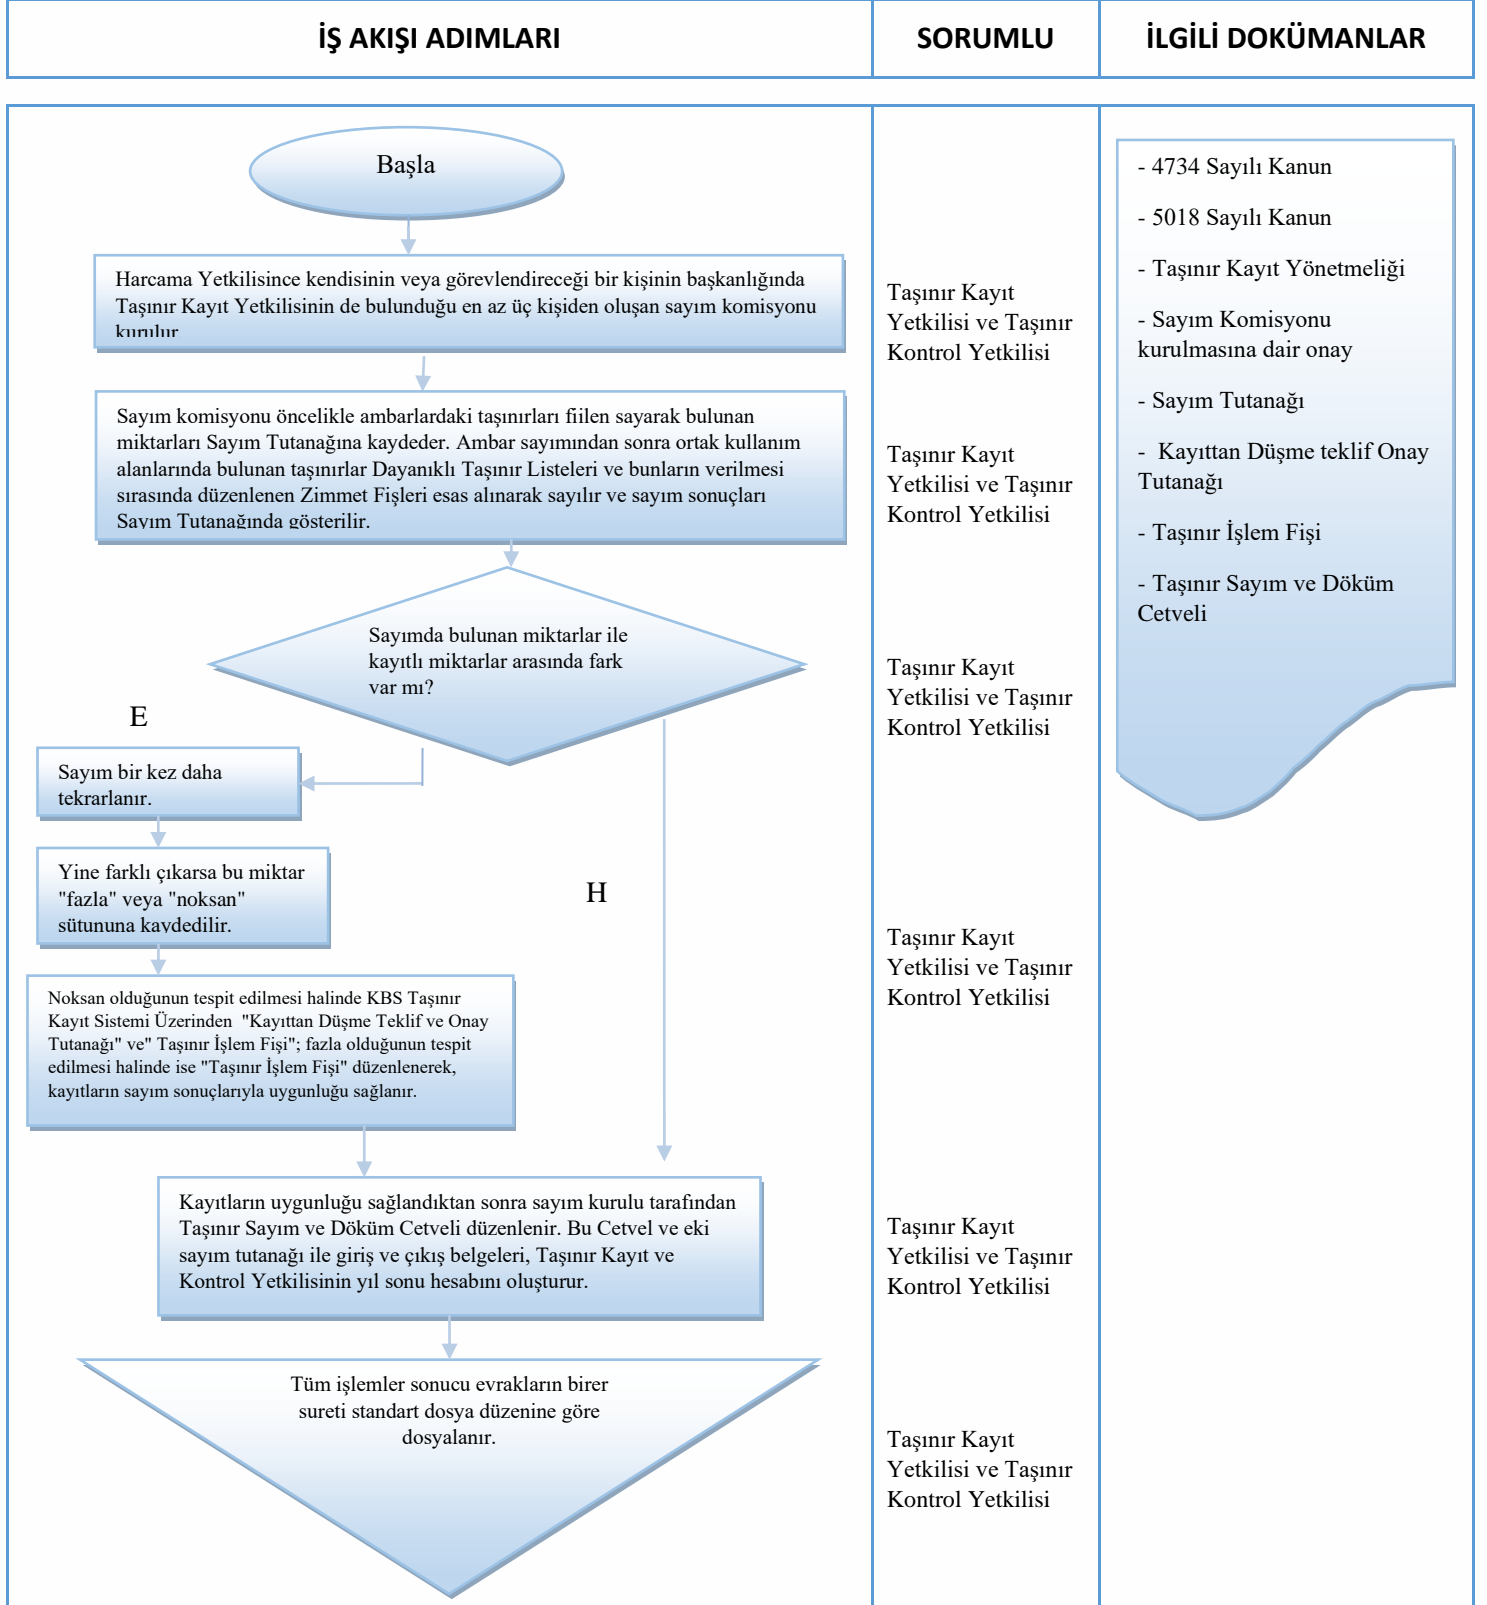 İŞ AKIŞI ADIMLARI
SORUMLU
İLGİLİ DOKÜMANLAR
Başla
Harcama Yetkilisince kendisinin veya görevlendireceği bir kişinin başkanlığında
Taşınır Kayıt Yetkilisinin de bulunduğu en az üç kişiden oluşan sayım komisyonu
kurulur
Sayım komisyonu öncelikle ambarlardaki taşınırları fiilen sayarak bulunan
miktarları Sayım Tutanağına kaydeder. Ambar sayımından sonra ortak kullanım
alanlarında bulunan taşınırlar Dayanıklı Taşınır Listeleri ve bunların verilmesi
sırasında düzenlenen Zimmet Fişleri esas alınarak sayılır ve sayım sonuçları
Sayım Tutanağında gösterilir.
Sayımda bulunan miktarlar ile
kayıtlı miktarlar arasında fark
var mı?
E
Sayım bir kez daha
tekrarlanır.
Yine farklı çıkarsa bu miktar
"fazla" veya "noksan"
sütununa kaydedilir.
H
Noksan olduğunun tespit edilmesi halinde KBS Taşınır
Kayıt Sistemi Üzerinden "Kayıttan Düşme Teklif ve Onay
Tutanağı" ve" Taşınır İşlem Fişi"; fazla olduğunun tespit
edilmesi halinde ise "Taşınır İşlem Fişi" düzenlenerek,
kayıtların sayım sonuçlarıyla uygunluğu sağlanır.
Kayıtların uygunluğu sağlandıktan sonra sayım kurulu tarafından
Taşınır Sayım ve Döküm Cetveli düzenlenir. Bu Cetvel ve eki
sayım tutanağı ile giriş ve çıkış belgeleri, Taşınır Kayıt ve
Kontrol Yetkilisinin yıl sonu hesabını oluşturur.
Tüm işlemler sonucu evrakların birer
sureti standart dosya düzenine göre
dosyalanır.
Taşınır Kayıt
Yetkilisi ve Taşınır
Kontrol Yetkilisi
Taşınır Kayıt
Yetkilisi ve Taşınır
Kontrol Yetkilisi
Taşınır Kayıt
Yetkilisi ve Taşınır
Kontrol Yetkilisi
Taşınır Kayıt
Yetkilisi ve Taşınır
Kontrol Yetkilisi
Taşınır Kayıt
Yetkilisi ve Taşınır
Kontrol Yetkilisi
Taşınır Kayıt
Yetkilisi ve Taşınır
Kontrol Yetkilisi
- 4734 Sayılı Kanun
- 5018 Sayılı Kanun
- Taşınır Kayıt Yönetmeliği
- Sayım Komisyonu
kurulmasına dair onay
- Sayım Tutanağı
- Kayıttan Düşme teklif Onay
Tutanağı
- Taşınır İşlem Fişi
- Taşınır Sayım ve Döküm
Cetveli